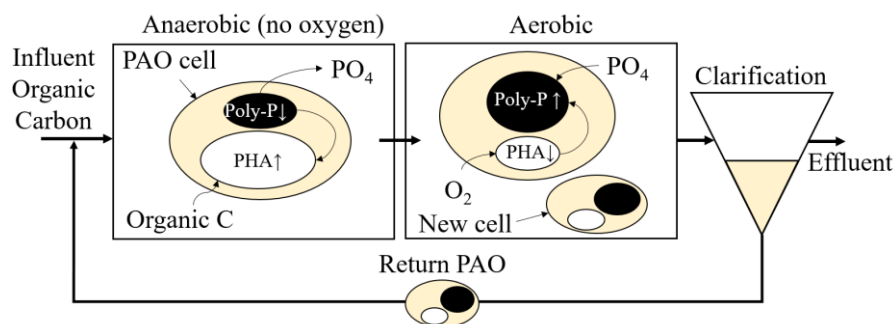 Anaerobic (no oxygen)
Aerobic
Influent
Organic
Carbon
PAO cell
PO4
Poly-P↓
PHA↑
Organic C
PO4
Poly-P ↑
PHA↓
O2
New cell
Clarification
Effluent
Return PAO